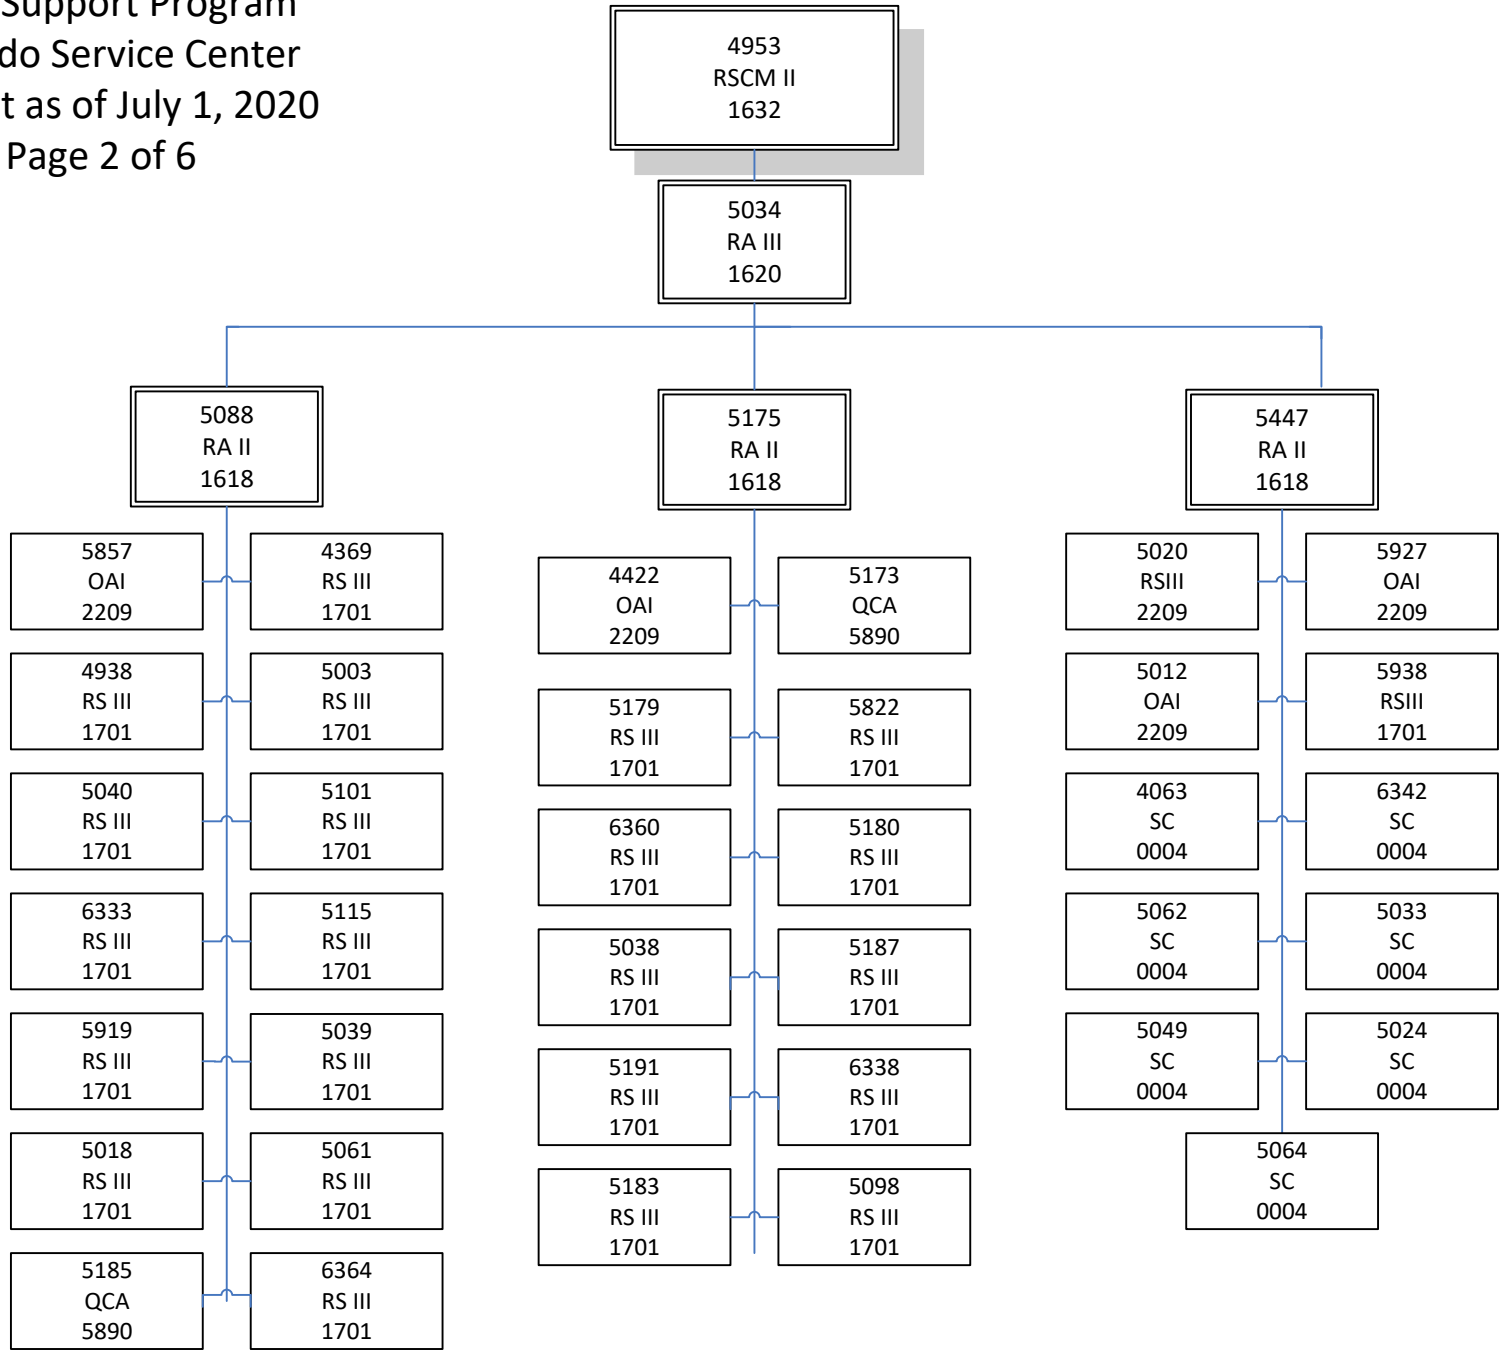 Support Program
do Service Center
t as of July 1, 2020
Page 2 of 6
4953
RSCM II
1632
5034
RA III
1620
5088
RA II
1618
5175
RA II
1618
5447
RA II
1618
5857
OAI
2209
4369
RS III
1701
4938
RS III
1701
5003
RS III
1701
5040
RS III
1701
5101
RS III
1701
6333
RS III
1701
5115
RS III
1701
5919
RS III
1701
5039
RS III
1701
5018
RS III
1701
5061
RS III
1701
5185
QCA
5890
6364
RS III
1701
4422
OAI
2209
5173
QCA
5890
5179
RS III
1701
5822
RS III
1701
6360
RS III
1701
5180
RS III
1701
5038
RS III
1701
5187
RS III
1701
5191
RS III
1701
6338
RS III
1701
5183
RS III
1701
5098
RS III
1701
5020
RSIII
2209
5927
OAI
2209
5012
OAI
2209
5938
RSIII
1701
4063
SC
0004
6342
SC
0004
5062
SC
0004
5033
SC
0004
5049
SC
0004
5024
SC
0004
5064
SC
0004